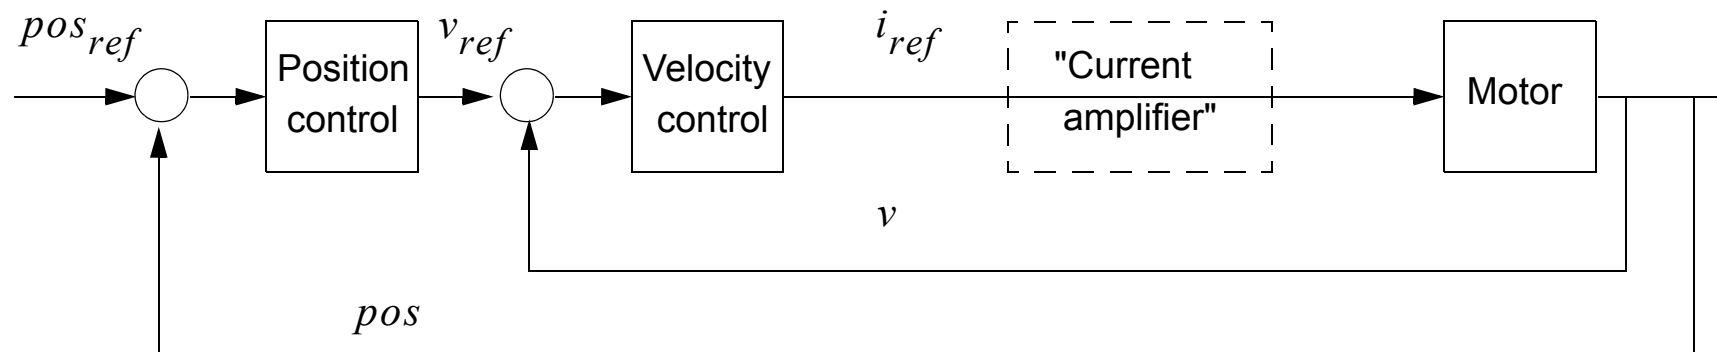 pos_ref
v_ref
i_ref
Position
control
Velocity
control
"Current
amplifier"
Motor
v
pos